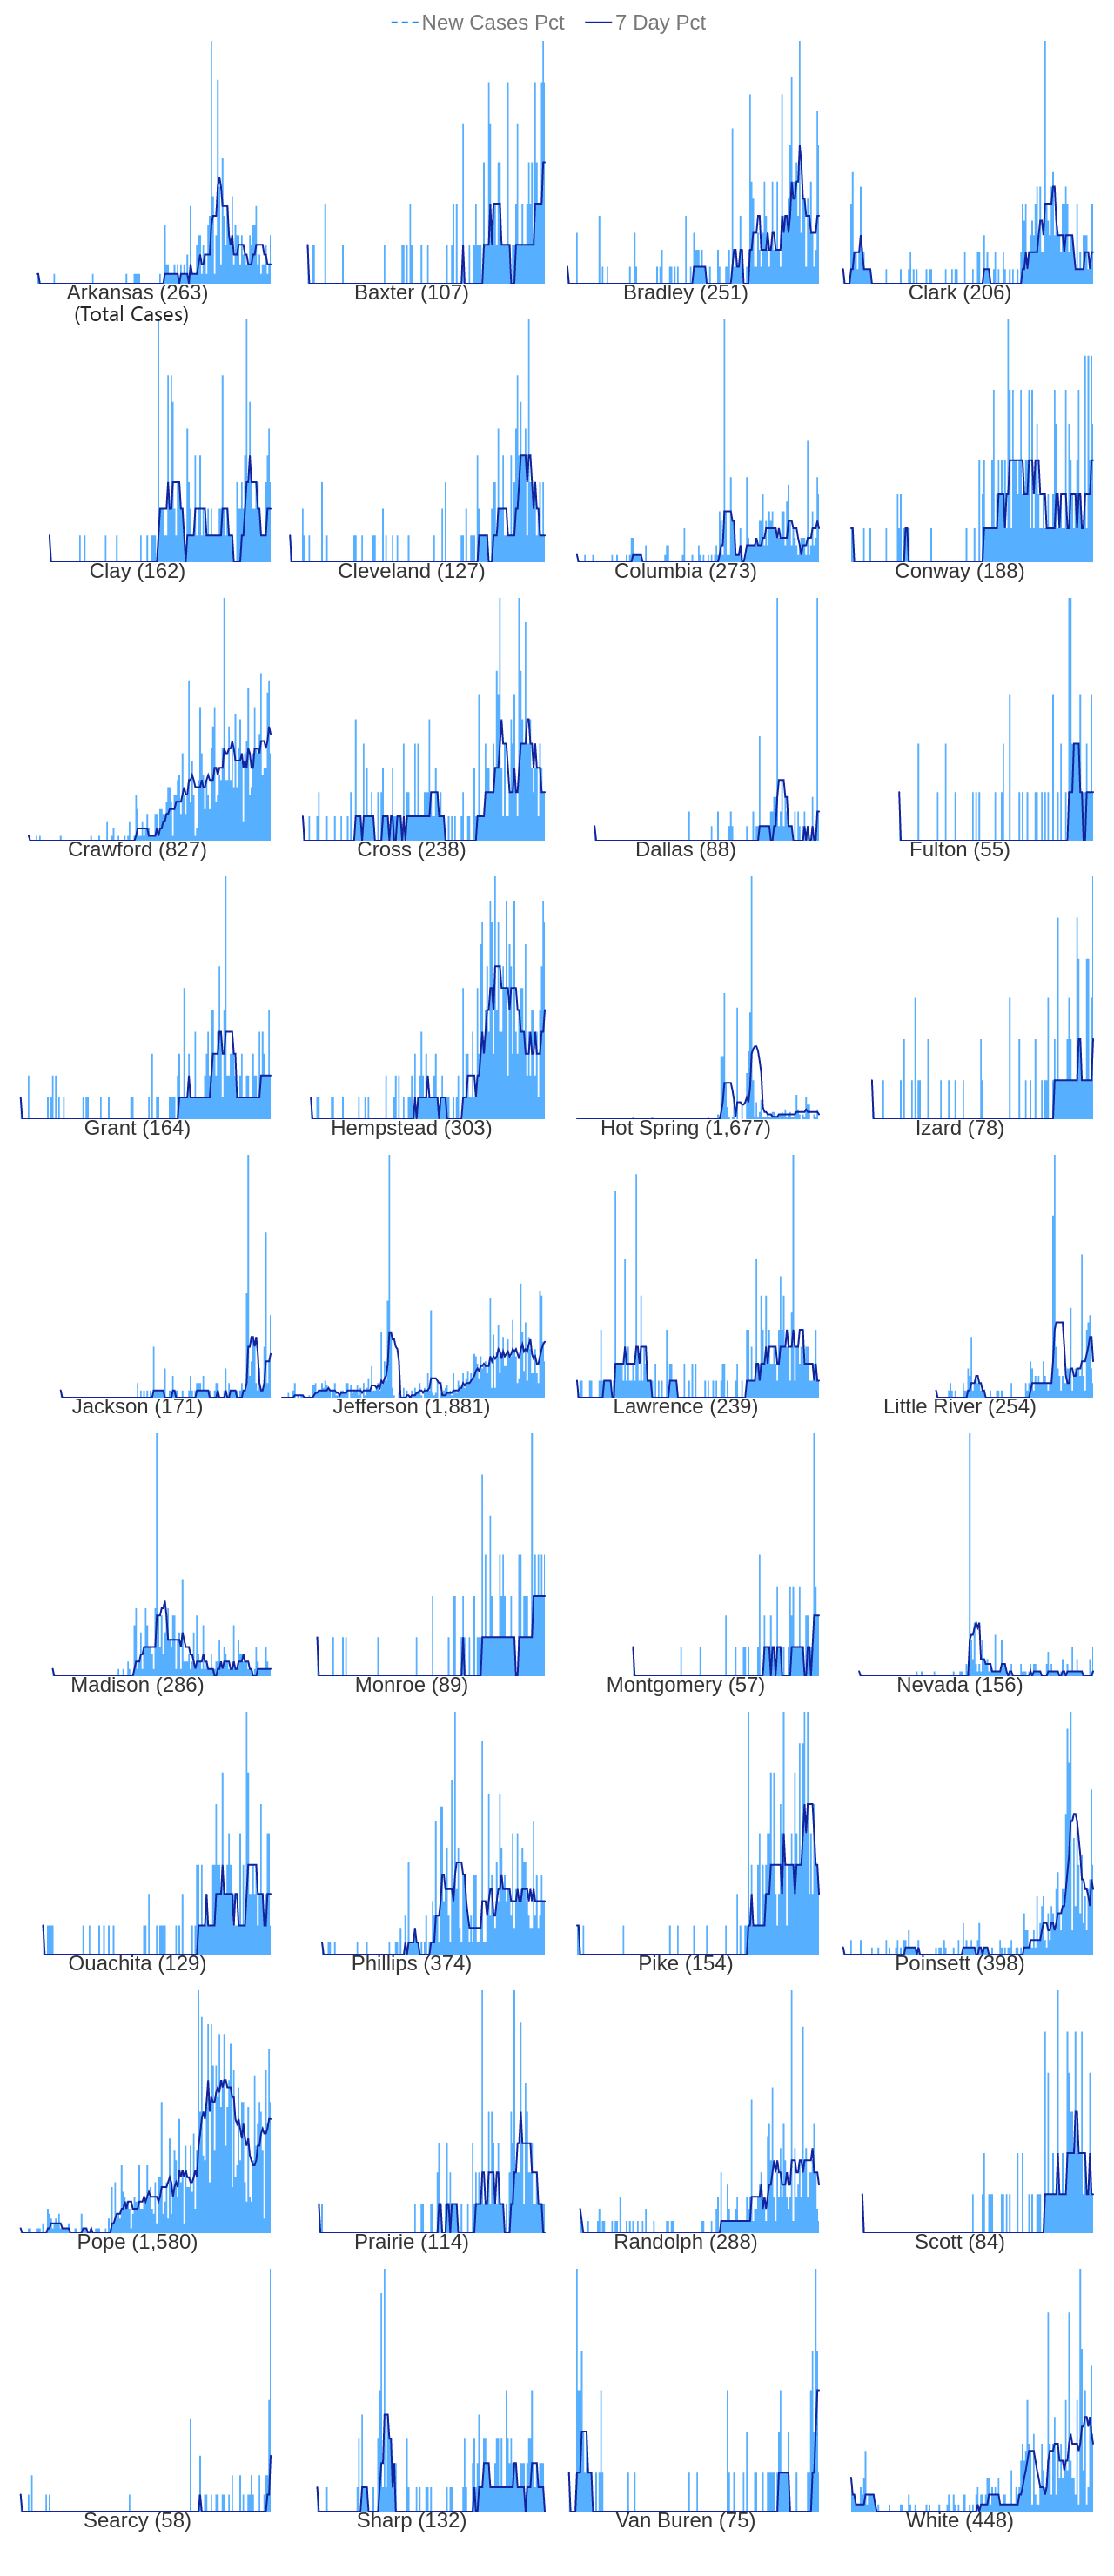 New Cases Pct 7 Day Pct
Arkansas (263) Baxter (107) Bradley (251) Clark (206)
(Total Cases)
Clay (162) Cleveland (127) Columbia (273) Conway (188)
Crawford (827) Cross (238) Dallas (88) Fulton (55)
Grant (164) Hempstead (303) Hot Spring (1,677) Izard (78)
Jackson (171) Jefferson (1,881) Lawrence (239) Little River (254)
Madison (286) Monroe (89) Montgomery (57) Nevada (156)
Ouachita (129) Phillips (374) Pike (154) Poinsett (398)
Pope (1,580) Prairie (114) Randolph (288) Scott (84)
Searcy (58) Sharp (132) Van Buren (75) White (448)